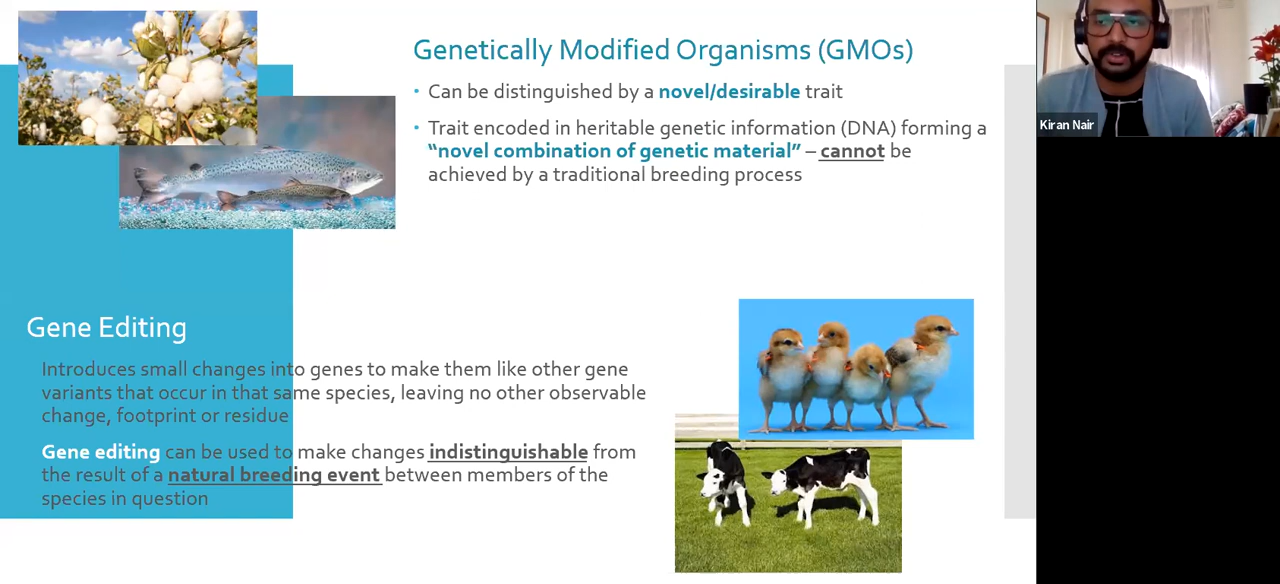 Genetically Modified Organisms (GMOs)
• Can be distinguished by a novel/desirable trait
• Trait encoded in heritable genetic information (DNA) forming a
“novel combination of genetic material” – cannot be
achieved by a traditional breeding process
Kiran Nair
Gene Editing
Introduces small changes into genes to make them like other gene
variants that occur in that same species, leaving no other observable
change, footprint or residue
Gene editing can be used to make changes indistinguishable from
the result of a natural breeding event between members of the
species in question